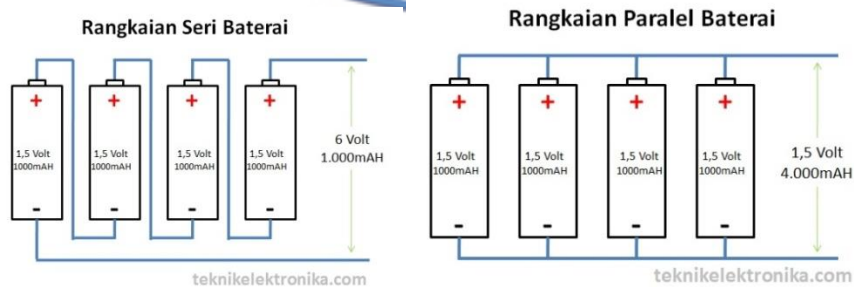 Rangkaian Seri Baterai
+ + + +
1,5 Volt 1,5 Volt 1,5 Volt 1,5 Volt
1000mAH 1000mAH 1000mAH 1000mAH
- - - -
6 Volt
1.000mAH
teknikelektronika.com
Rangkaian Paralel Baterai
+ + + +
1,5 Volt 1,5 Volt 1,5 Volt 1,5 Volt
1000mAH 1000mAH 1000mAH 1000mAH
- - - -
1,5 Volt
4.000mAH
teknikelektronika.com